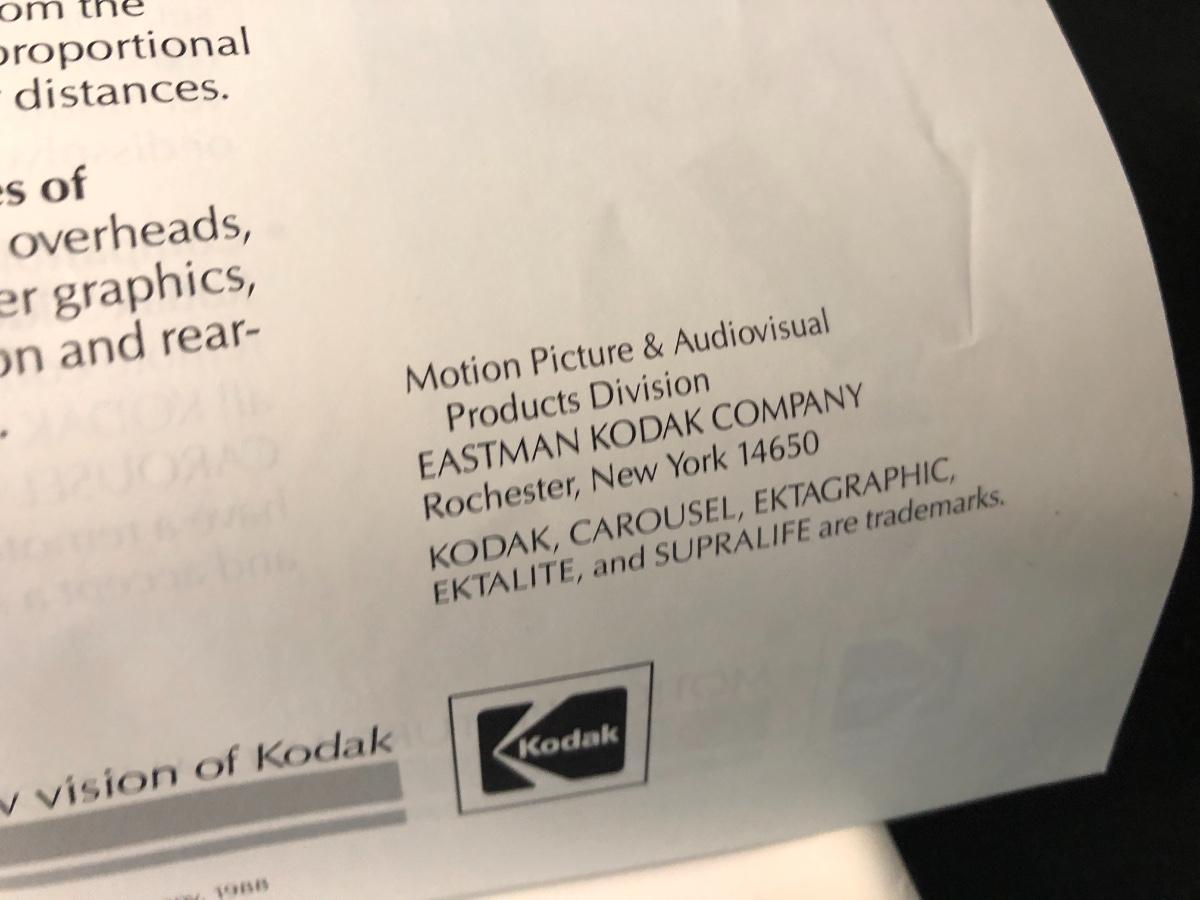 om the
proportional
distances.
es of
overheads,
er graphics,
on and rear-
.
Motion Picture & Audiovisual
Products Division
EASTMAN KODAK COMPANY
Rochester, New York 14650
KODAK, CAROUSEL, EKTAGRAPHIC,
EKTALITE, and SUPRALIFE are trademarks.
vision of Kodak
Kodak
1988